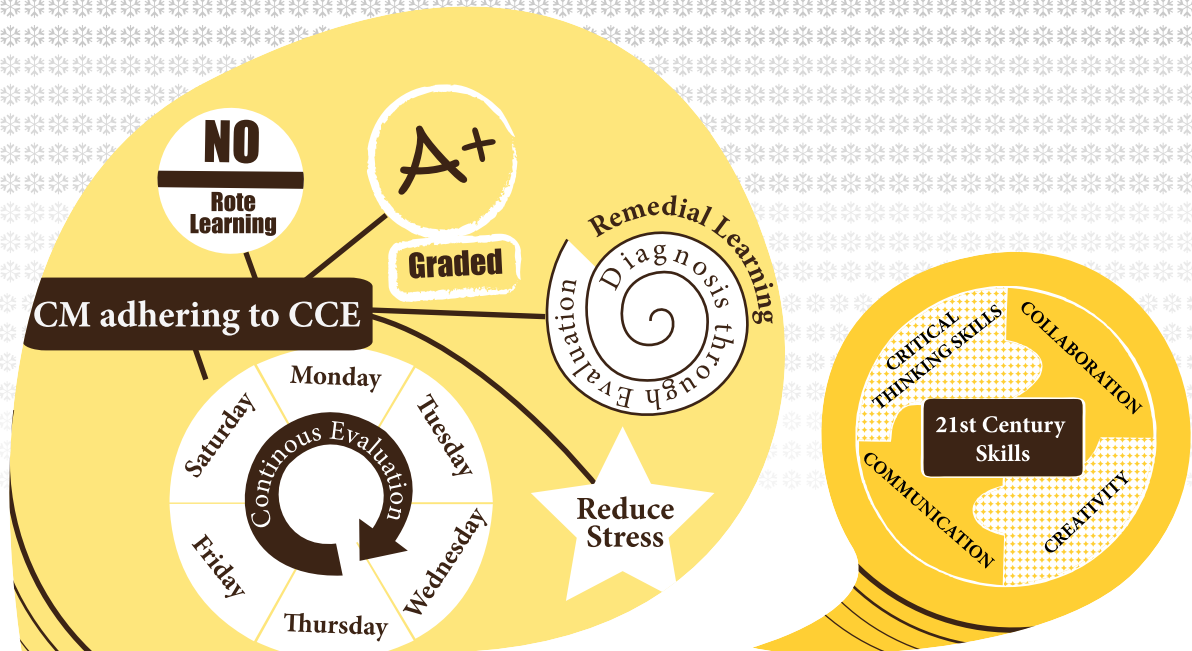 NO
Rote
Learning
A+
Graded
Remedial Learning
Diagnosis through Evaluation
CM adhering to CCE
Monday
Tuesday
Wednesday
Thursday
Friday
Saturday
Continous Evaluation
Reduce
Stress
CRITICAL
THINKING SKILLS
COLLABORATION
21st Century
Skills
COMMUNICATION
CREATIVITY